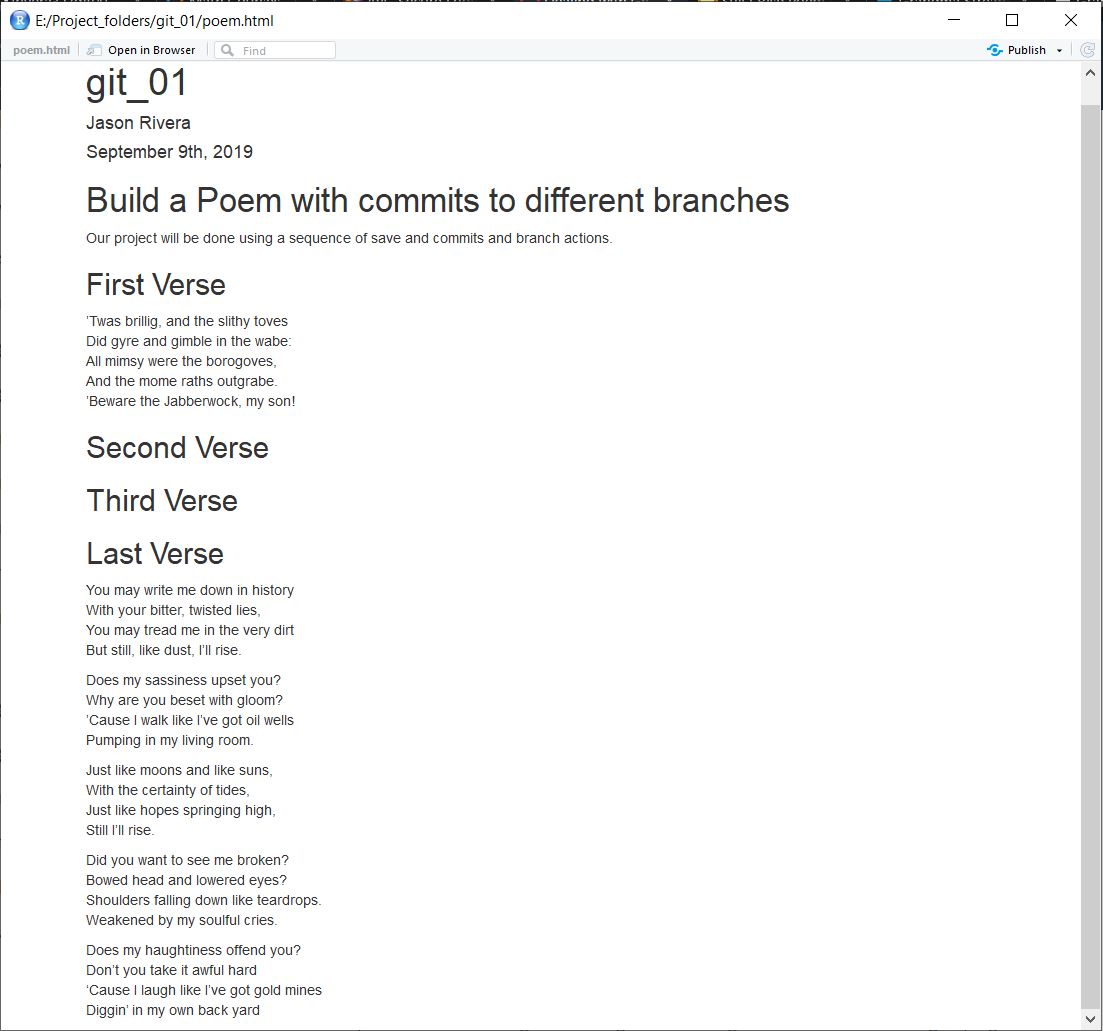 E:/Project_folders/git_01/poem.html
poem.html Open in Browser Find Publish
git_01
Jason Rivera
September 9th, 2019
Build a Poem with commits to different branches
Our project will be done using a sequence of save and commits and branch actions.
First Verse
’Twas brillig, and the slithy toves
Did gyre and gimble in the wabe:
All mimsy were the borogoves,
And the mome raths outgrabe.
’Beware the Jabberwock, my son!
Second Verse
Third Verse
Last Verse
You may write me down in history
With your bitter, twisted lies,
You may tread me in the very dirt
But still, like dust, I’ll rise.
Does my sassiness upset you?
Why are you beset with gloom?
’Cause I walk like I’ve got oil wells
Pumping in my living room.
Just like moons and like suns,
With the certainty of tides,
Just like hopes springing high,
Still I’ll rise.
Did you want to see me broken?
Bowed head and lowered eyes?
Shoulders falling down like teardrops.
Weakened by my soulful cries.
Does my haughtiness offend you?
Don’t you take it awful hard
‘Cause I laugh like I’ve got gold mines
Diggin’ in my own back yard